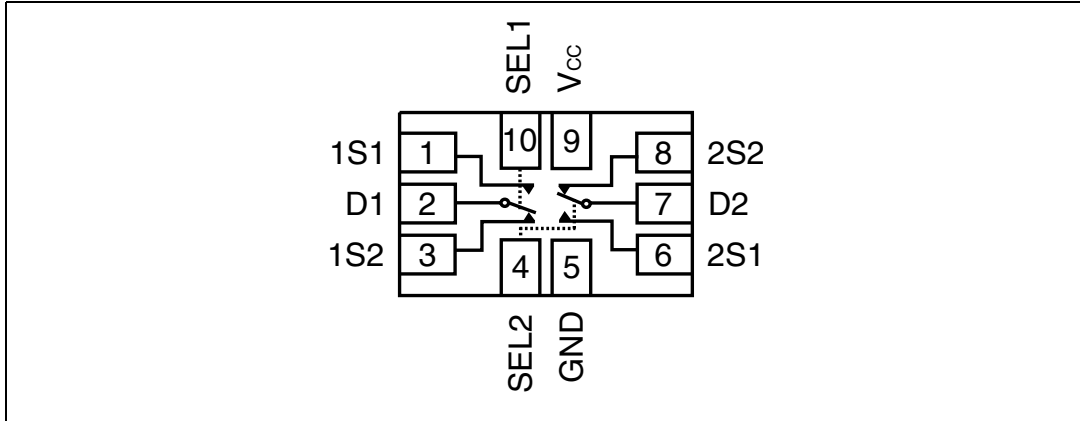 SEL1
Vcc
10
9
1S1 1
8 2S2
D1 2
7 D2
1S2 3
6 2S1
4
5
SEL2
GND